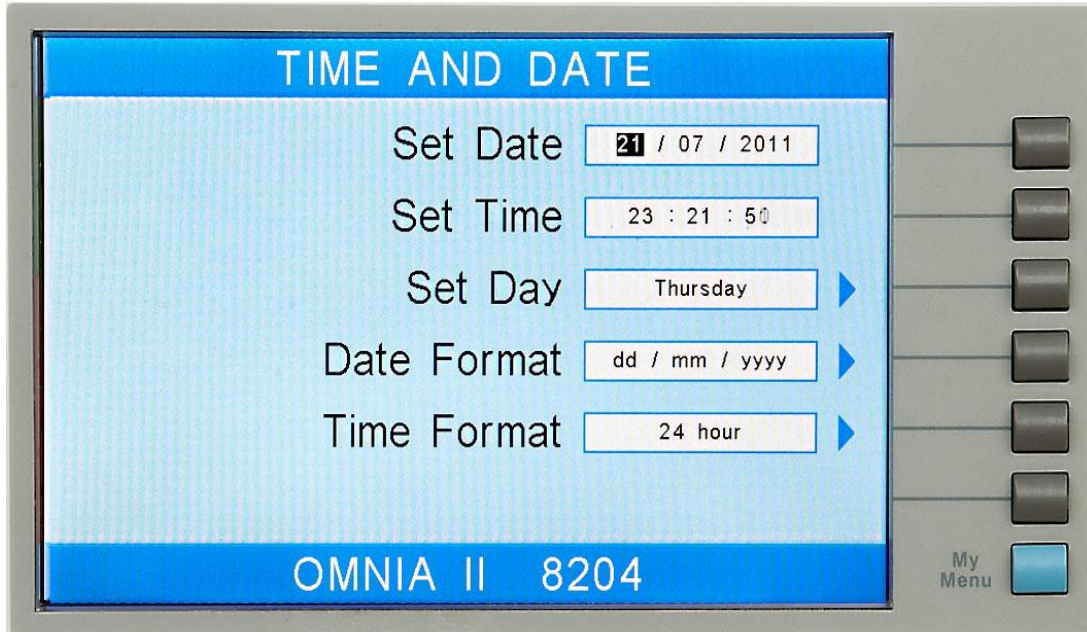 TIME AND DATE
Set Date 21 / 07 / 2011
Set Time 23 : 21 : 50
Set Day Thursday
Date Format dd / mm / yyyy
Time Format 24 hour
OMNIA II 8204
My
Menu